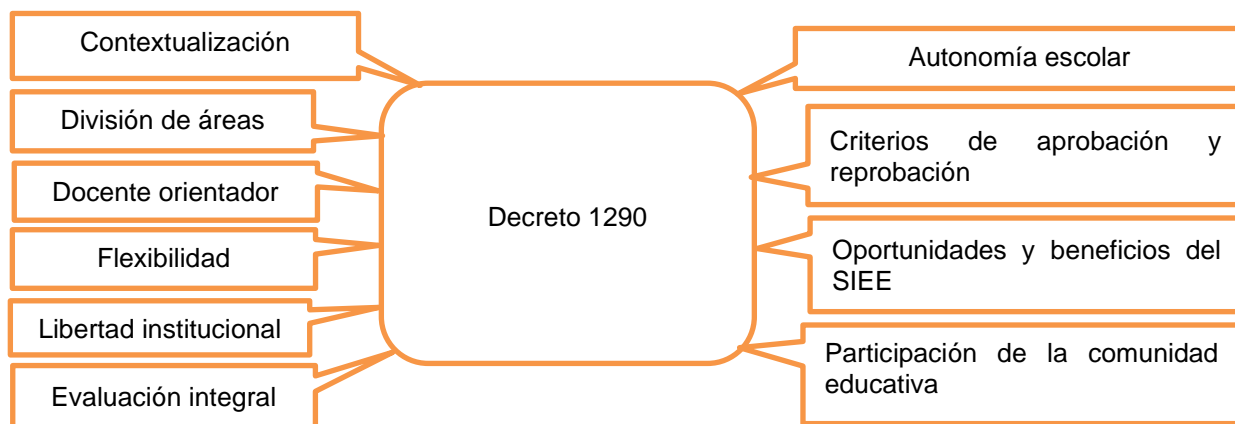 Contextualización
División de áreas
Docente orientador
Flexibilidad
Libertad institucional
Evaluación integral
Decreto 1290
Autonomía escolar
Criterios de aprobación y
reprobación
Oportunidades y beneficios del
SIEE
Participación de la comunidad
educativa